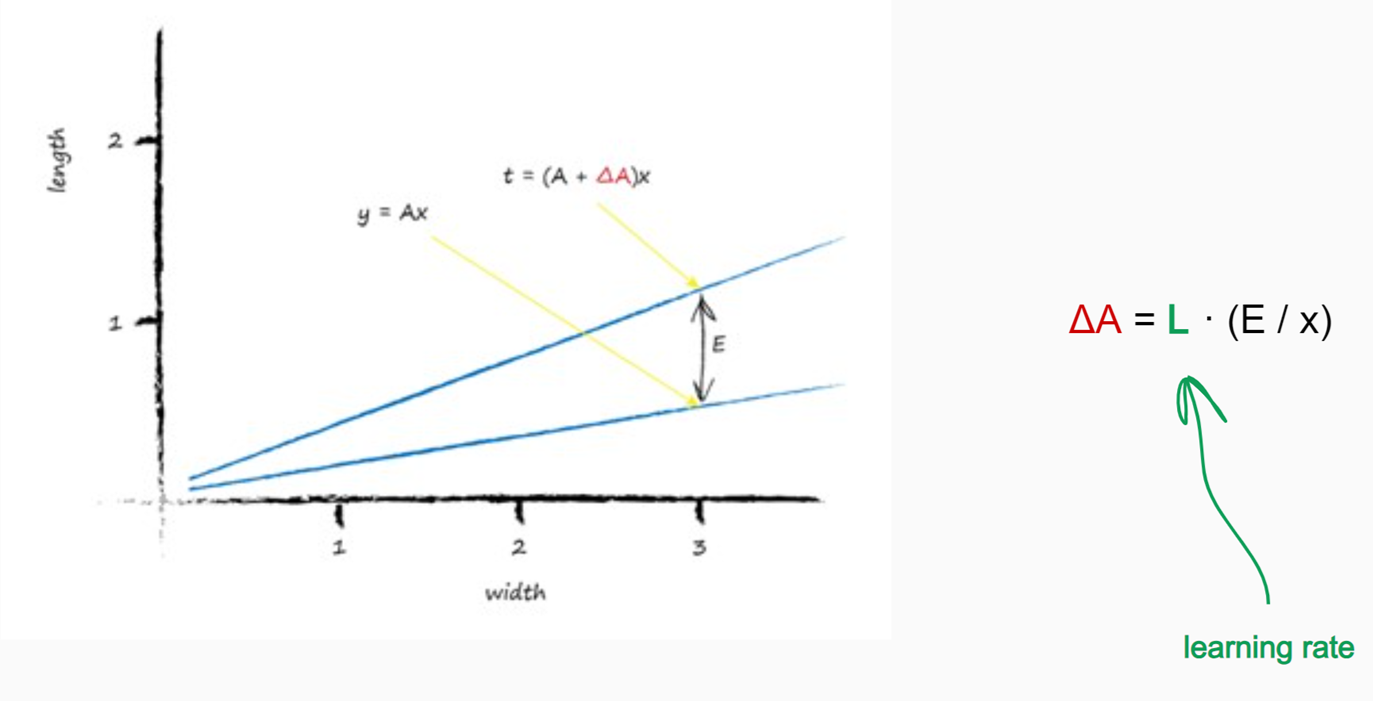 length
2
1
t = (A + ΔA)x
y = Ax
E
1
2
3
width
ΔA = L · (E / x)
learning rate